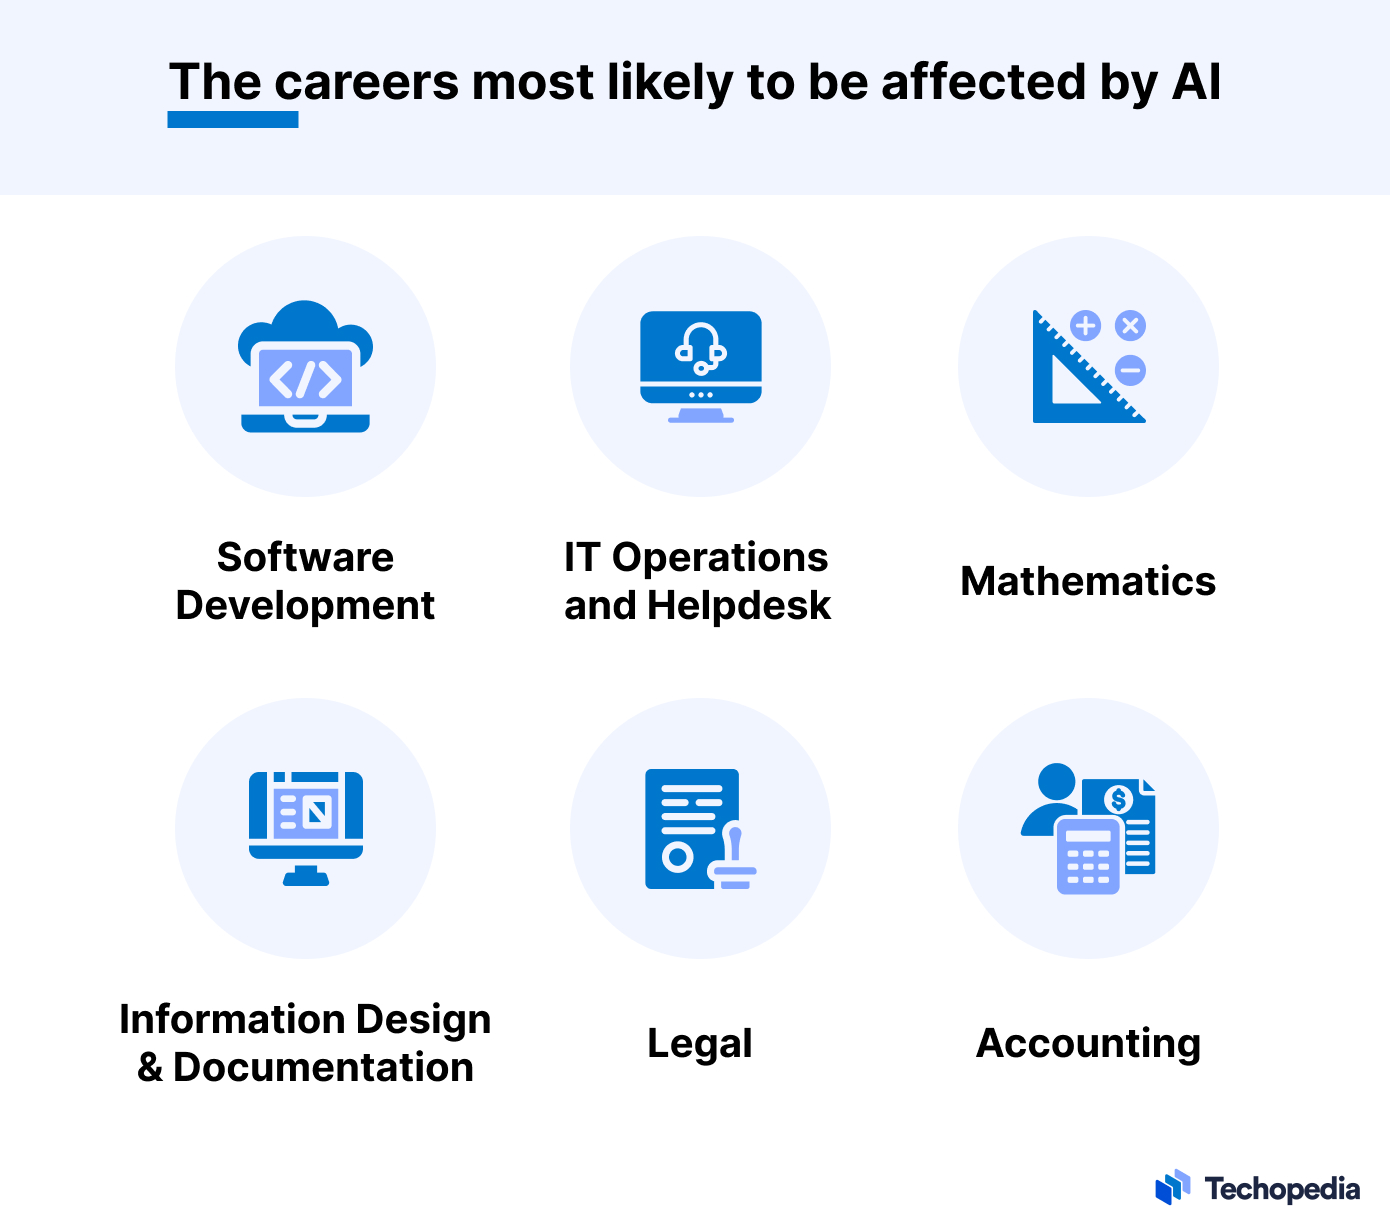 The careers most likely to be affected by AI
Software
Development
IT Operations
and Helpdesk
Mathematics
Information Design
& Documentation
Legal
Accounting
Techopedia